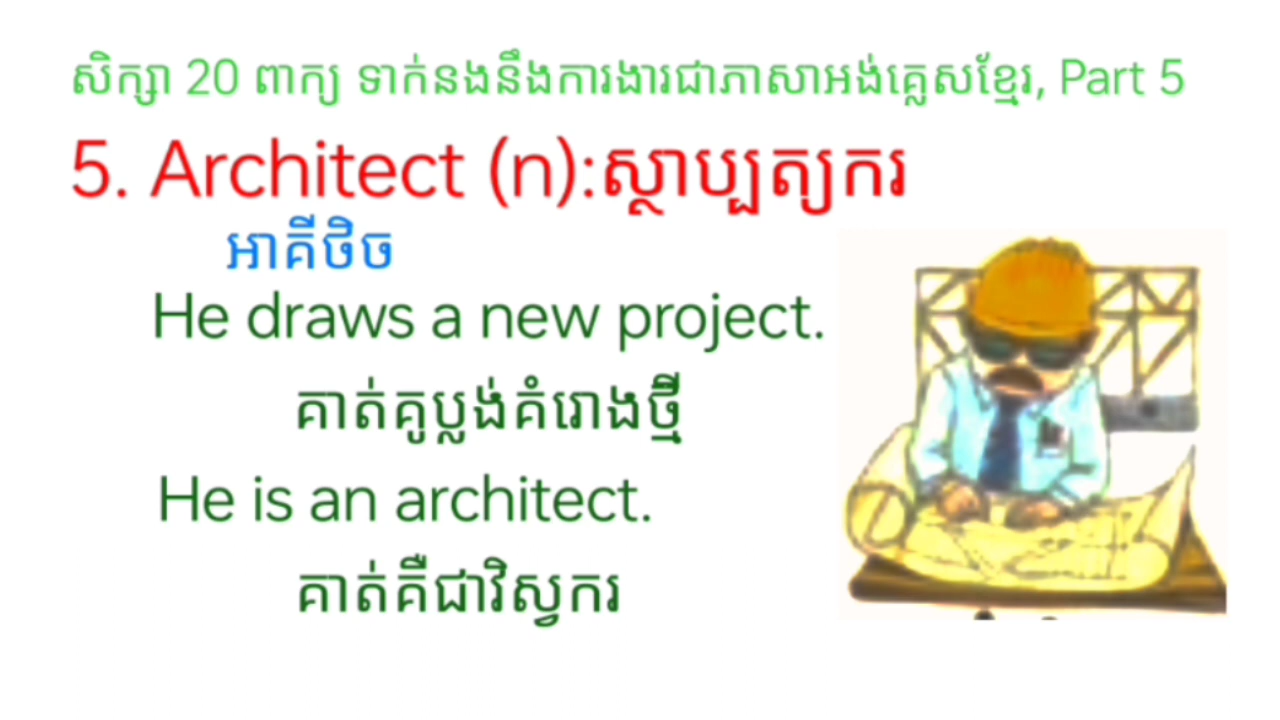 សិក្សា 20 ពាក្យ ទាក់នងនឹងការងារជាភាសាអង់គ្លេសខ្មែរ, Part 5
5. Architect (n):ស្ថាប្បត្យករ
អាគីថិច
He draws a new project.
គាត់គូប្លង់គំរោងថ្មី
He is an architect.
គាត់គឺជាវិស្វករ